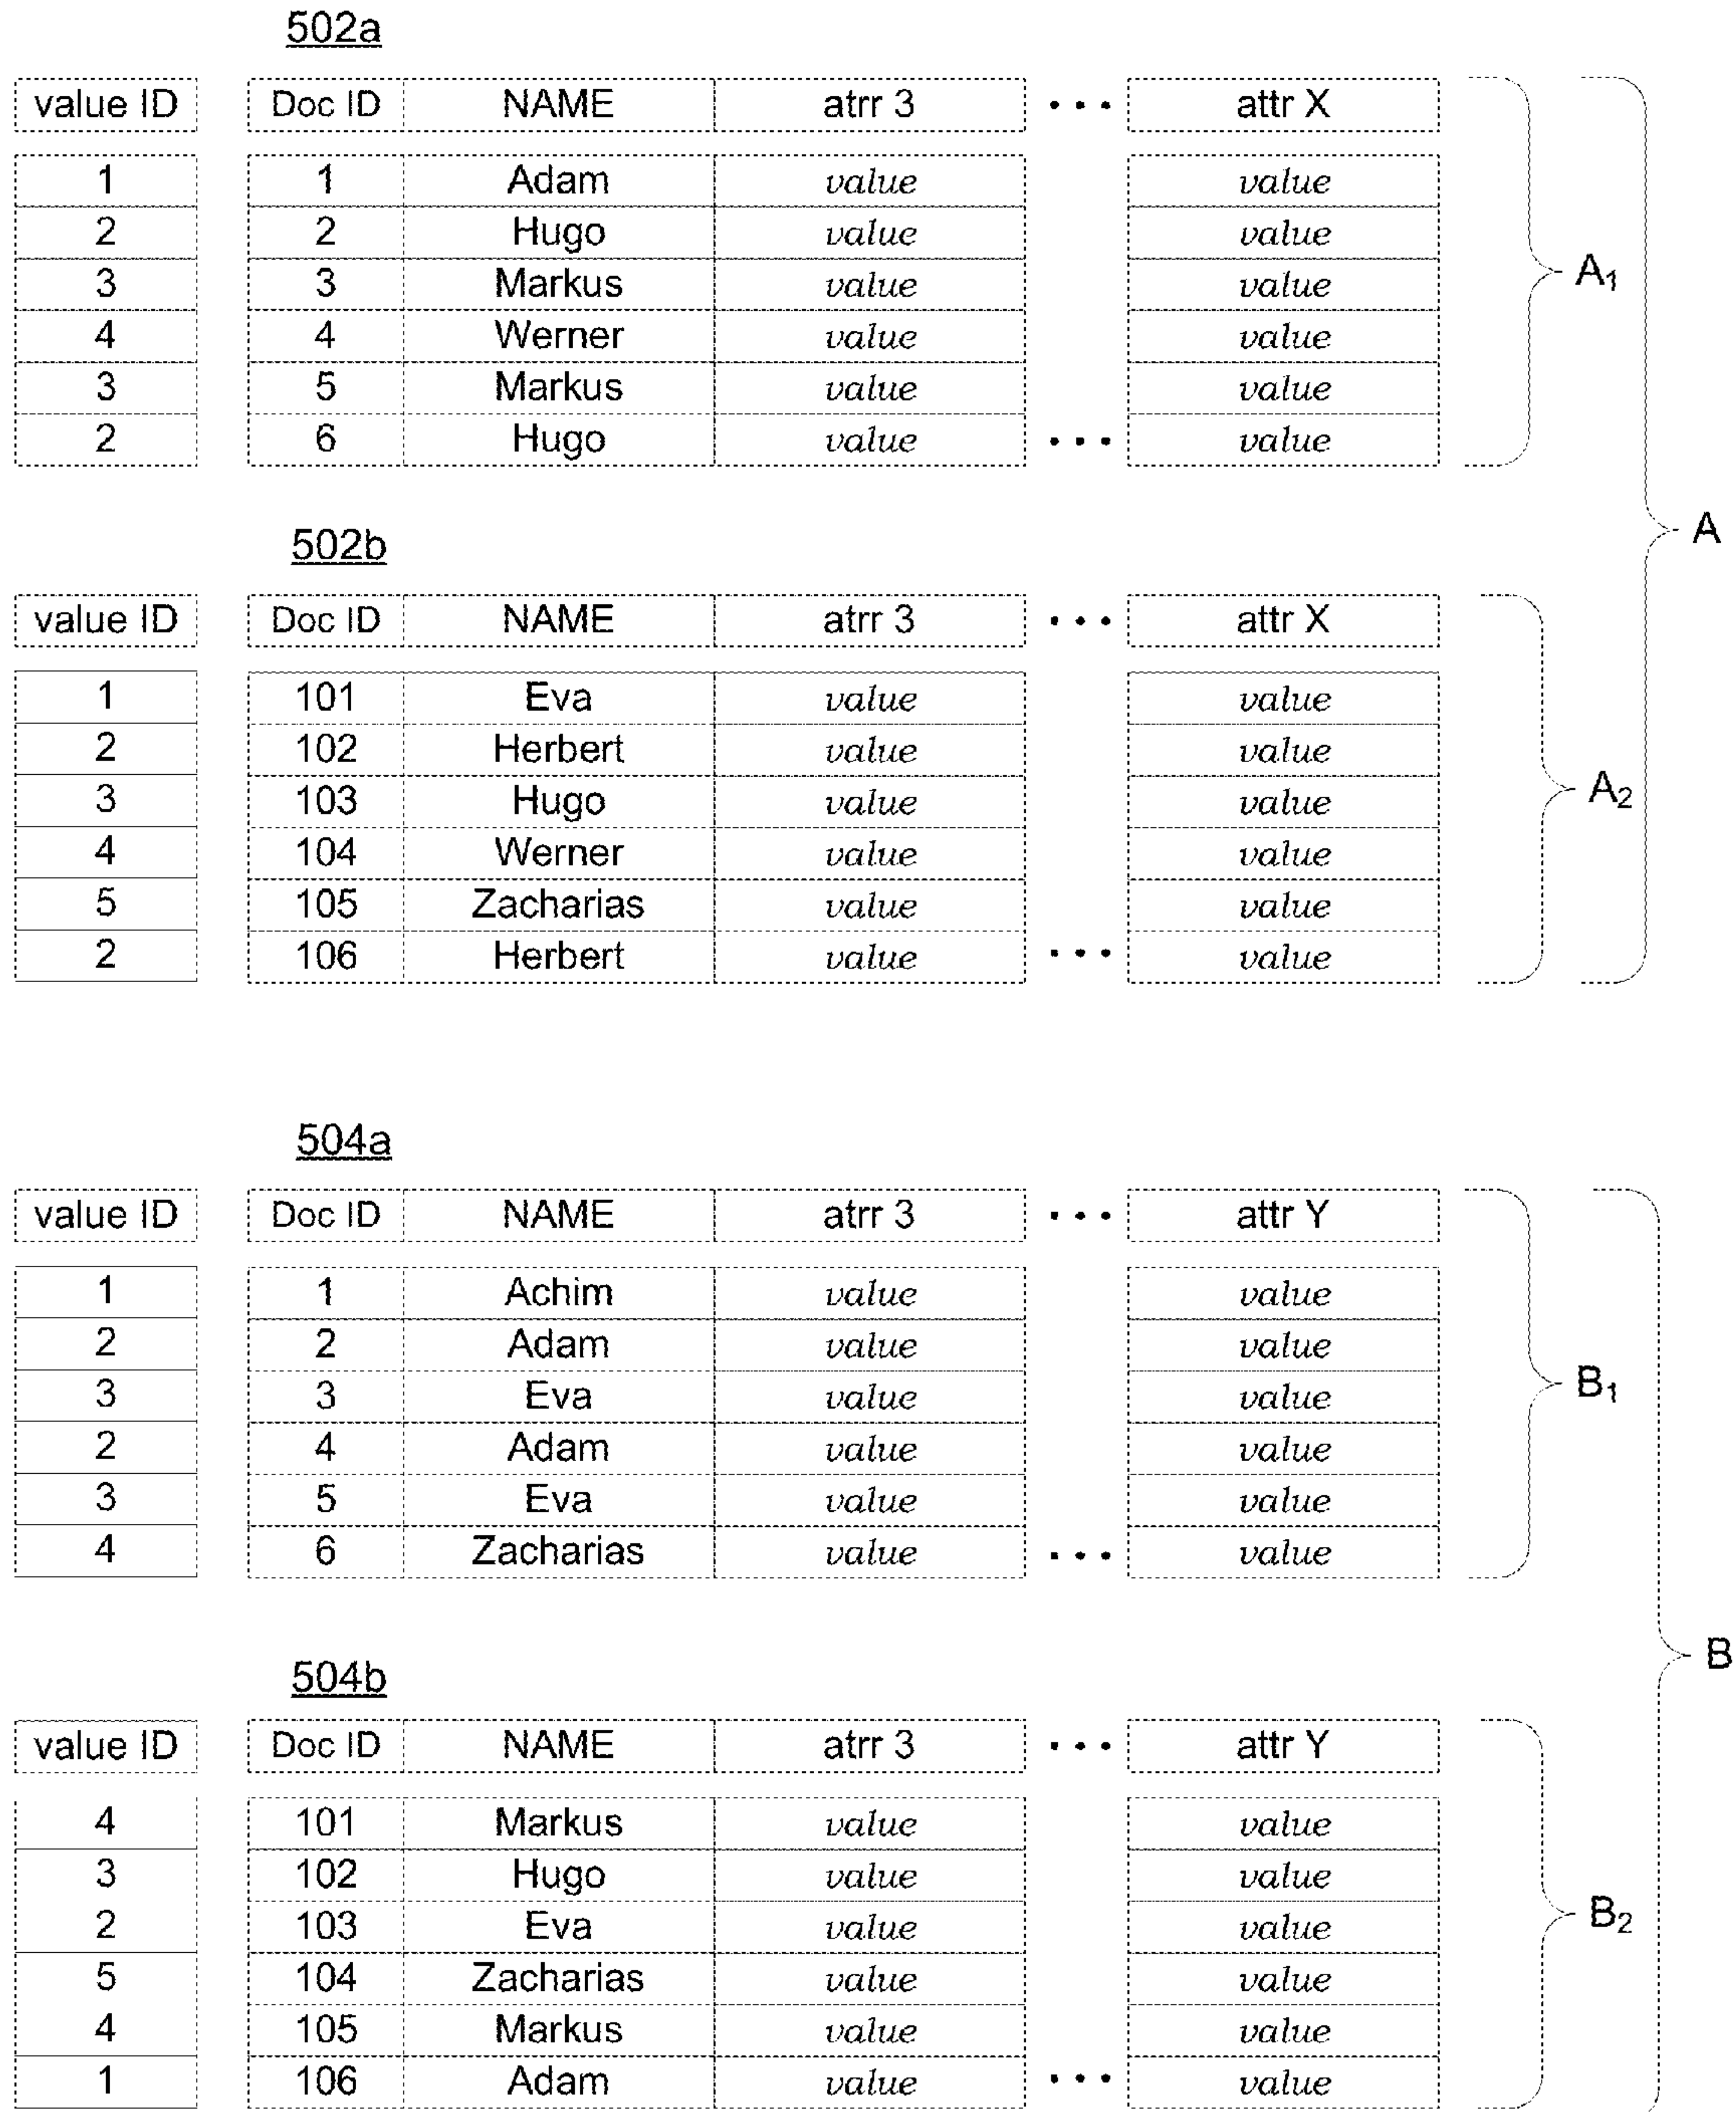 502a
value ID Doc ID NAME atrr 3 • • • attr X
1 1 Adam value value
2 2 Hugo value value
3 3 Markus value value
4 4 Werner value value
3 5 Markus value value
2 6 Hugo value • • • value
A1
A
502b
value ID Doc ID NAME atrr 3 • • • attr X
1 101 Eva value value
2 102 Herbert value value
3 103 Hugo value value
4 104 Werner value value
5 105 Zacharias value value
2 106 Herbert value • • • value
A2
504a
value ID Doc ID NAME atrr 3 • • • attr Y
1 1 Achim value value
2 2 Adam value value
3 3 Eva value value
2 4 Adam value value
3 5 Eva value value
4 6 Zacharias value • • • value
B1
B
504b
value ID Doc ID NAME atrr 3 • • • attr Y
4 101 Markus value value
3 102 Hugo value value
2 103 Eva value value
5 104 Zacharias value value
4 105 Markus value value
1 106 Adam value • • • value
B2